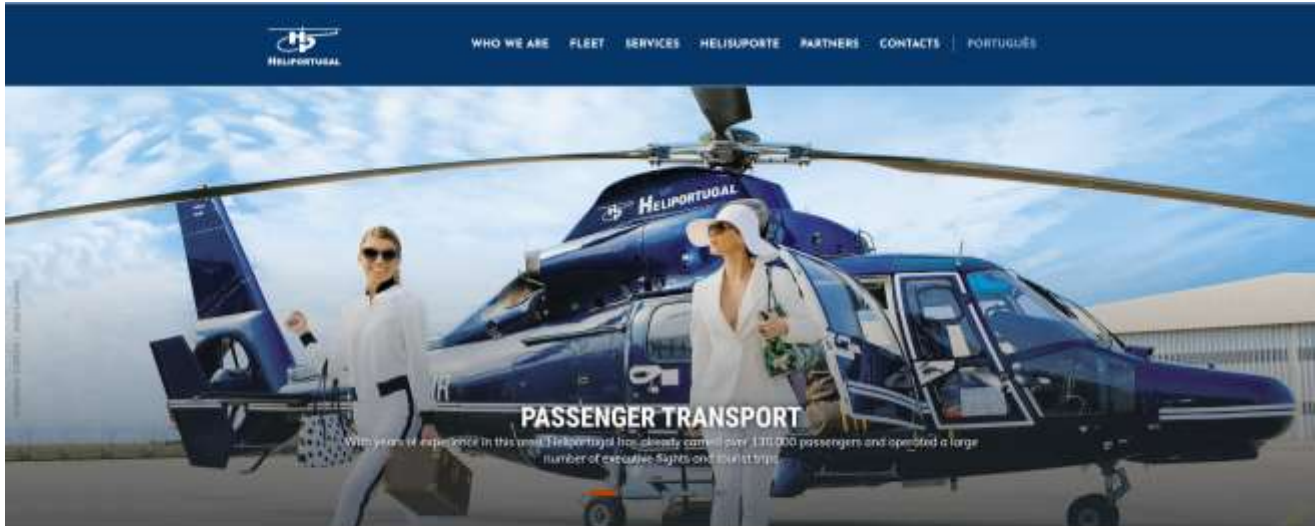 HELIPORTUGAL
WHO WE ARE FLEET SERVICES HELISUPORTE PARTNERS CONTACTS | PORTUGUÊS
HELIPORTUGAL
PASSENGER TRANSPORT
With years of experience in this area, Heliportugal has already carried over 130.000 passengers and operated a large
number of executive flights and tourist trips.